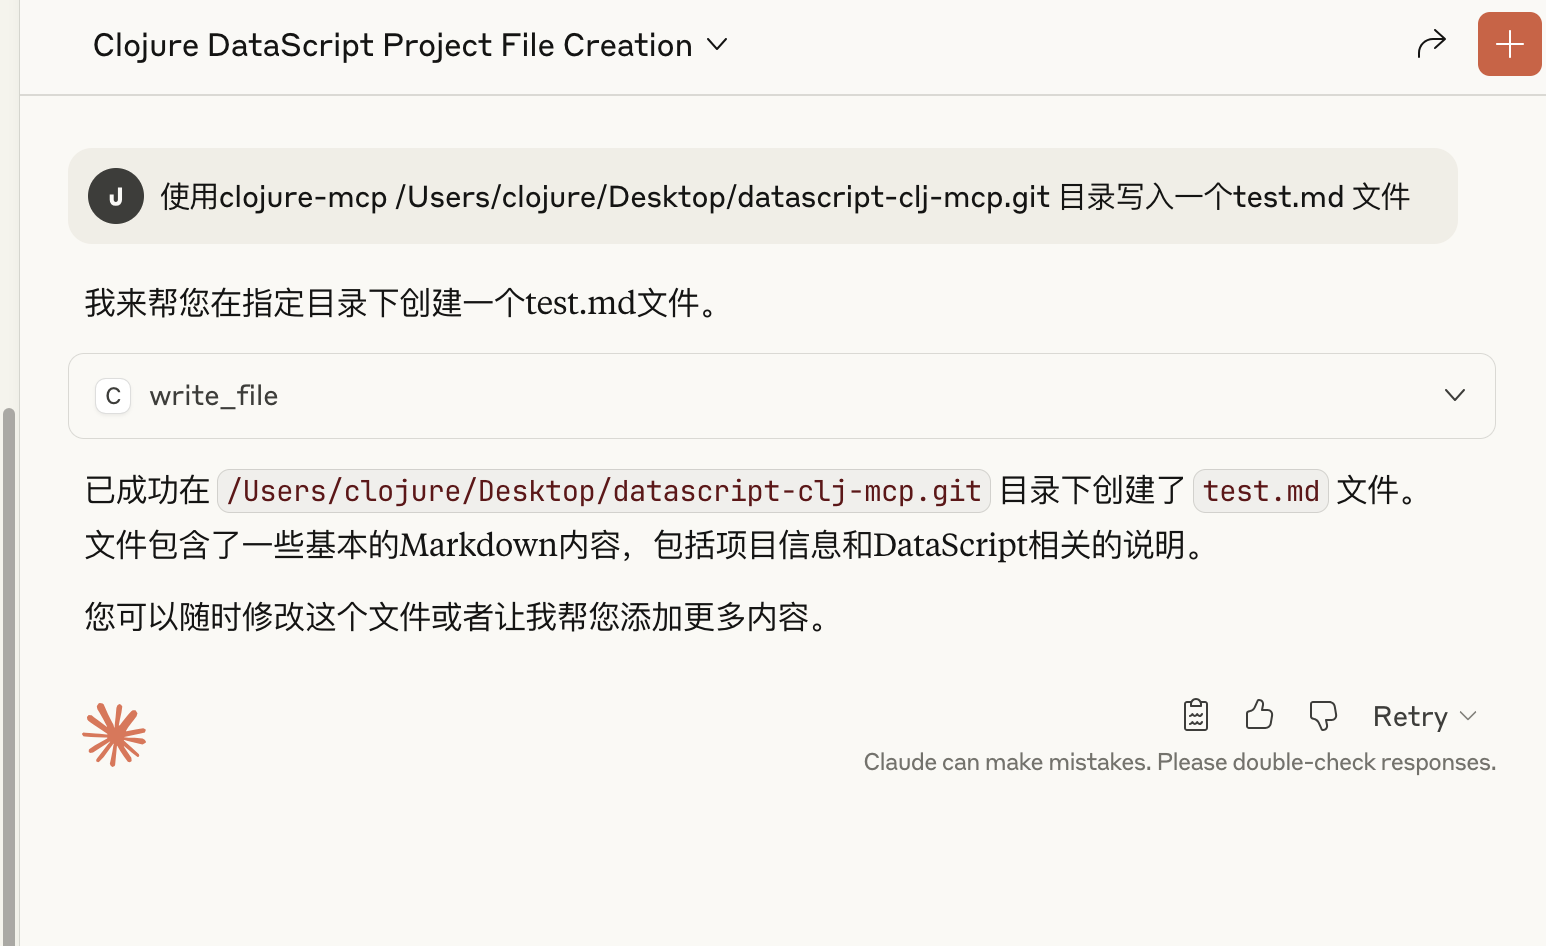 Clojure DataScript Project File Creation
J
使用clojure-mcp /Users/clojure/Desktop/datascript-clj-mcp.git 目录写入一个test.md 文件
我来帮您在指定目录下创建一个test.md文件。
C write_file
已成功在 /Users/clojure/Desktop/datascript-clj-mcp.git 目录下创建了 test.md 文件。
文件包含了一些基本的Markdown内容，包括项目信息和DataScript相关的说明。
您可以随时修改这个文件或者让我帮您添加更多内容。
Retry
Claude can make mistakes. Please double-check responses.